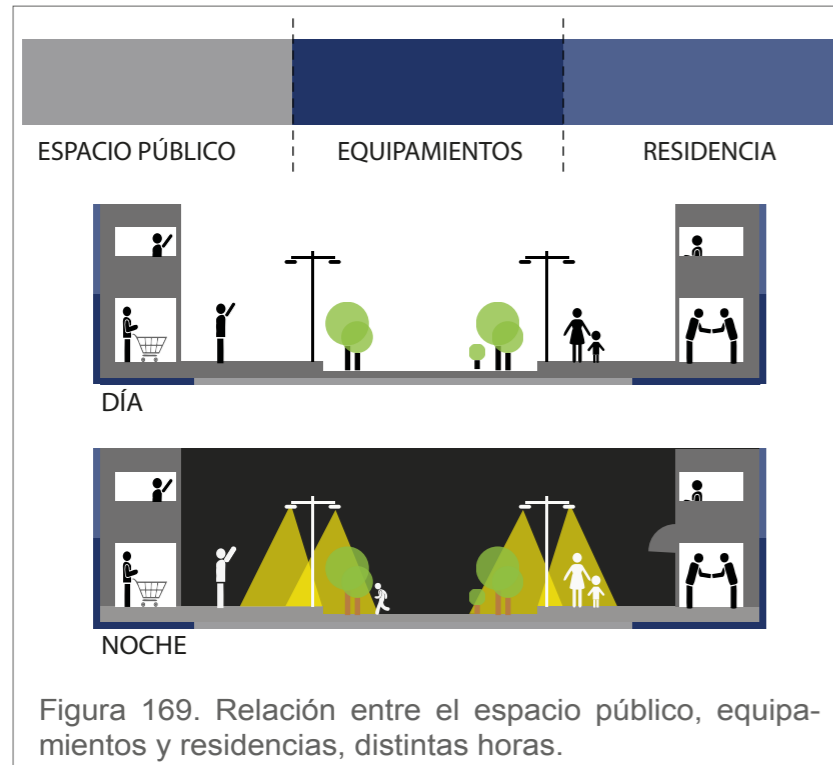 ESPACIO PÚBLICO EQUIPAMIENTOS RESIDENCIA
DÍA
NOCHE
Figura 169. Relación entre el espacio público, equipa-
mientos y residencias, distintas horas.